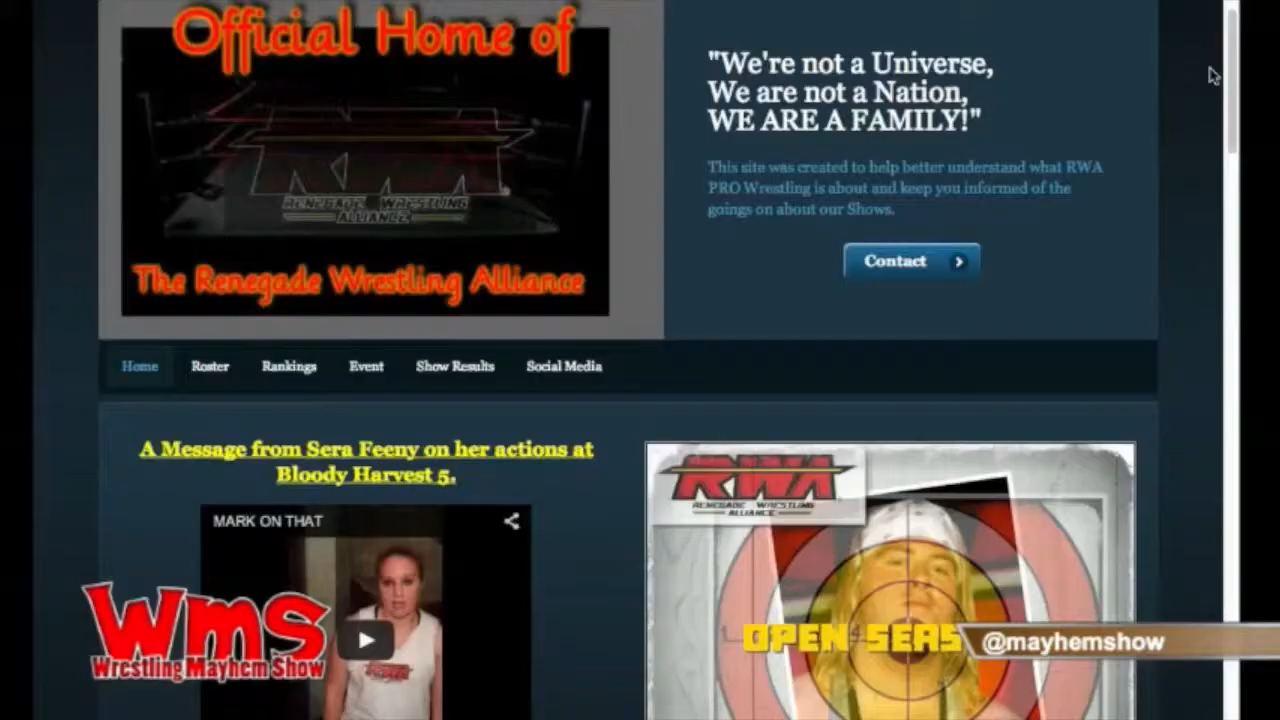 Official Home of
RWA
RENEGADE WRESTLING
ALLIANCE
The Renegade Wrestling Alliance
"We're not a Universe,
We are not a Nation,
WE ARE A FAMILY!"
This site was created to help better understand what RWA
PRO Wrestling is about and keep you informed of the
goings on about our Shows.
Contact
Home
Roster
Rankings
Event
Show Results
Social Media
A Message from Sera Feeny on her actions at
Bloody Harvest 5.
MARK ON THAT
RWA
RENEGADE WRESTLING
ALLIANCE
OPEN SEAS
@mayhemshow
WMS
Wrestling Mayhem Show